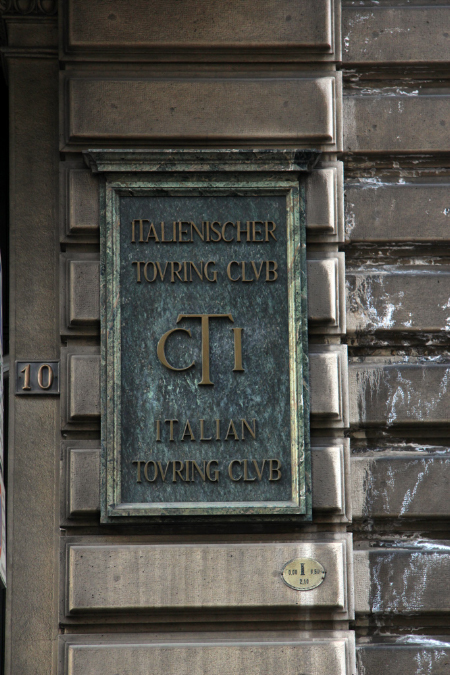 ITALIENISCHER
TOVRING CLVB
CTI
10
ITALIAN
TOVRING CLVB
I